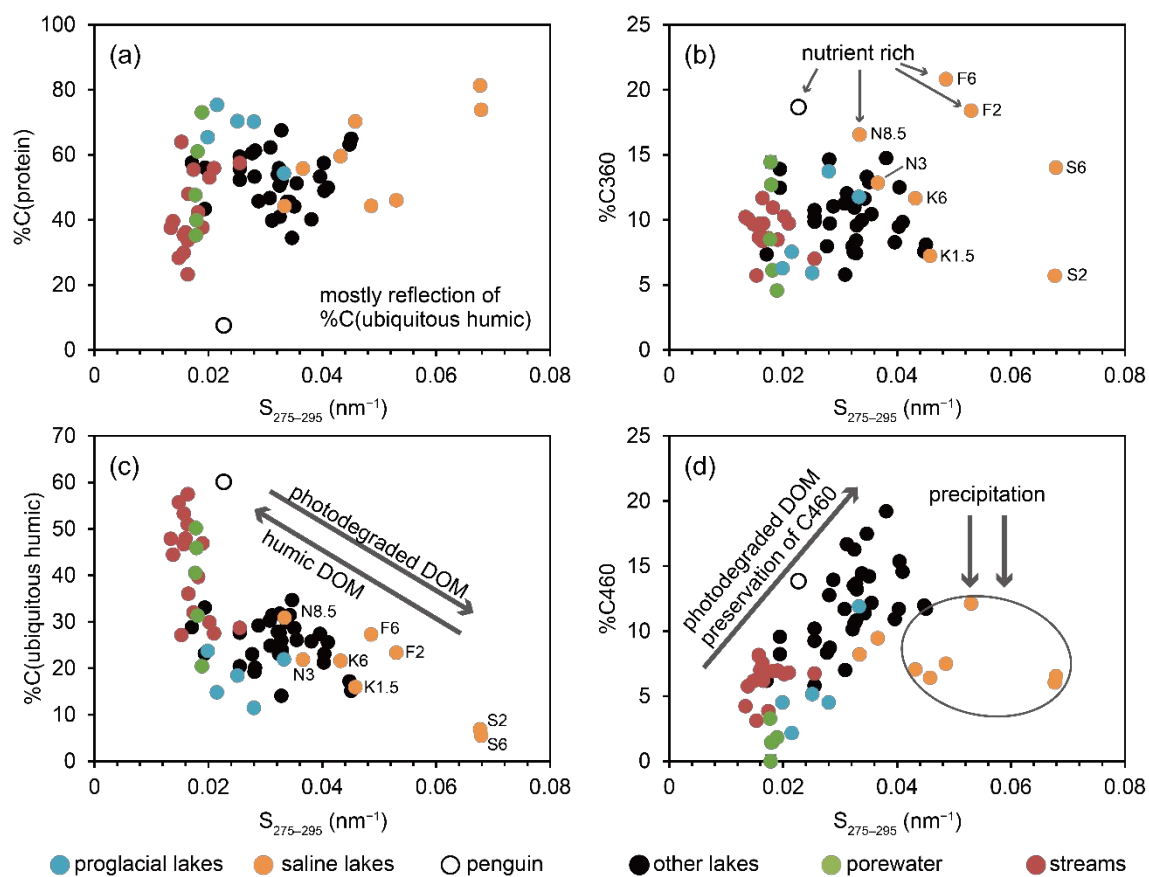 (a)
%C(protein)
100
80
60
40
20
0
mostly reflection of
%C(ubiquitous humic)
0 0.02 0.04 0.06 0.08
S275–295 (nm−1)
(b)
%C360
25
20
15
10
5
0
nutrient rich
F6
F2
N8.5
N3
S6
K6
K1.5
S2
0 0.02 0.04 0.06 0.08
S275–295 (nm−1)
(c)
%C(ubiquitous humic)
70
60
50
40
30
20
10
0
photodegraded DOM
humic DOM
N8.5
F6
F2
N3
K6
K1.5
S2
S6
0 0.02 0.04 0.06 0.08
S275–295 (nm−1)
(d)
%C460
25
20
15
10
5
0
photodegraded DOM
preservation of C460
precipitation
0 0.02 0.04 0.06 0.08
S275–295 (nm−1)
proglacial lakes saline lakes penguin other lakes porewater streams